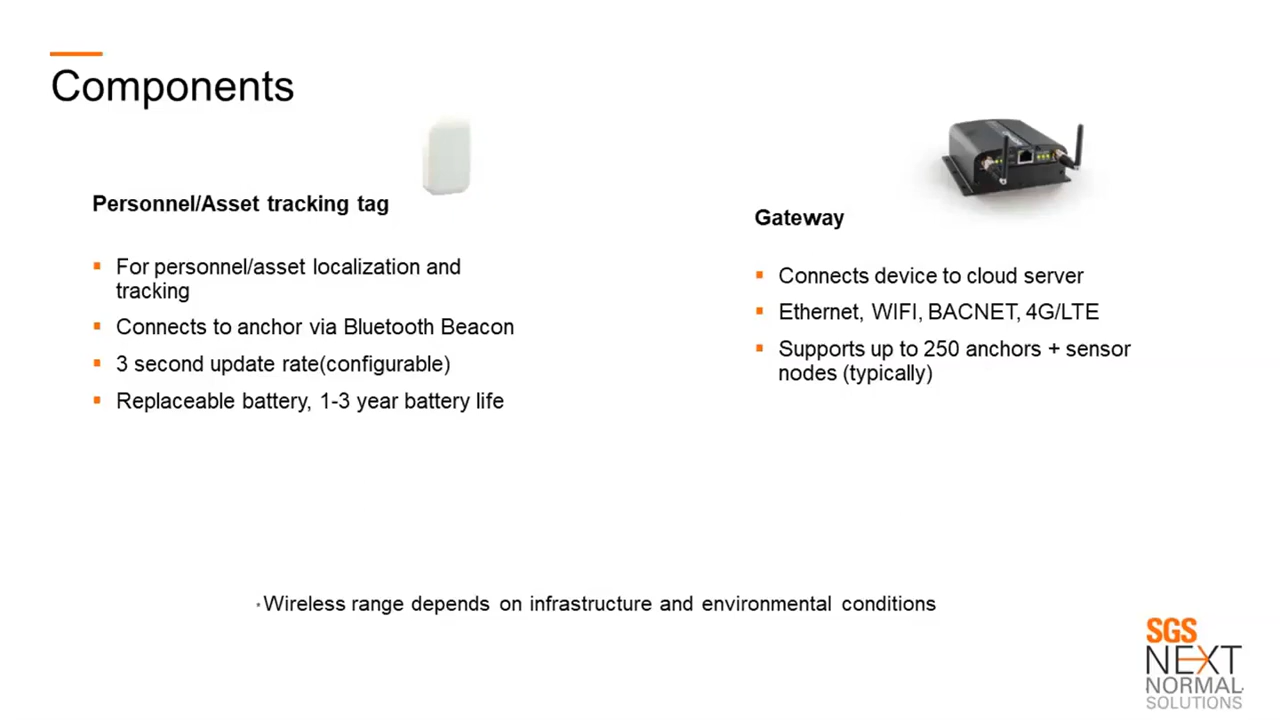 Components
Personnel/Asset tracking tag
For personnel/asset localization and
tracking
Connects to anchor via Bluetooth Beacon
3 second update rate(configurable)
Replaceable battery, 1-3 year battery life
Gateway
Connects device to cloud server
Ethernet, WIFI, BACNET, 4G/LTE
Supports up to 250 anchors + sensor
nodes (typically)
Wireless range depends on infrastructure and environmental conditions
SGS
NEXT
NORMAL
SOLUTIONS